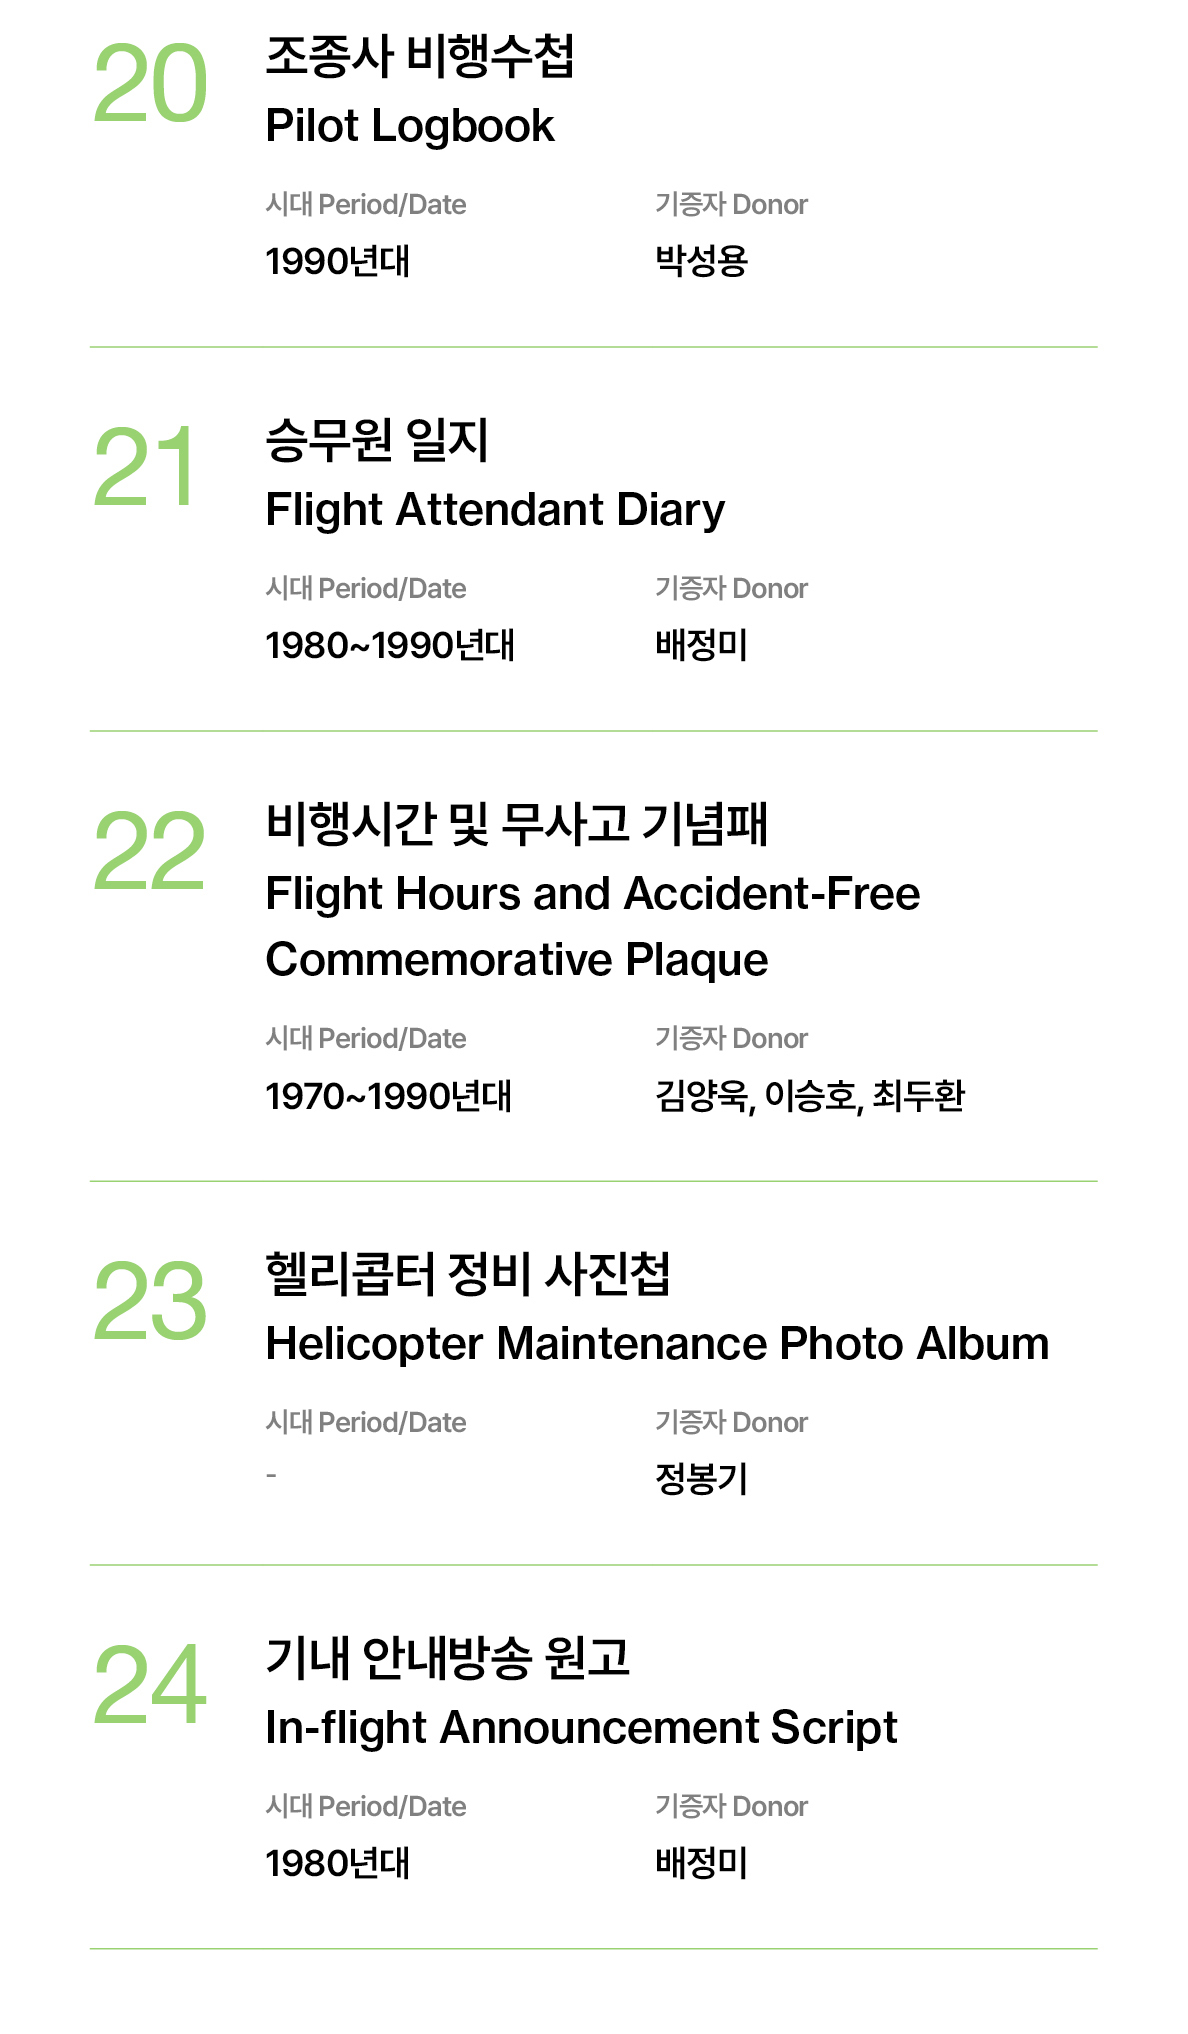 20
조종사 비행수첩
Pilot Logbook
시대 Period/Date 기증자 Donor
1990년대 박성용
21
승무원 일지
Flight Attendant Diary
시대 Period/Date 기증자 Donor
1980~1990년대 배정미
22
비행시간 및 무사고 기념패
Flight Hours and Accident-Free
Commemorative Plaque
시대 Period/Date 기증자 Donor
1970~1990년대 김양욱, 이승호, 최두환
23
헬리콥터 정비 사진첩
Helicopter Maintenance Photo Album
시대 Period/Date 기증자 Donor
- 정봉기
24
기내 안내방송 원고
In-flight Announcement Script
시대 Period/Date 기증자 Donor
1980년대 배정미